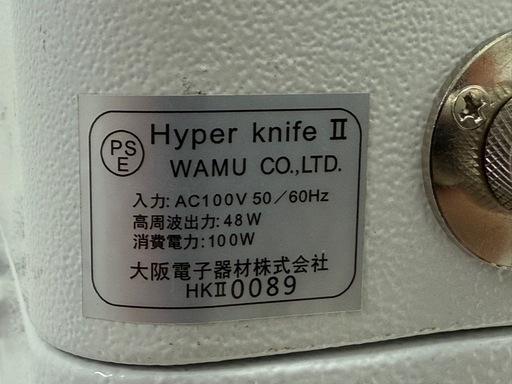 PS
E
Hyper knife Ⅱ
WAMU CO.,LTD.
入力:AC100V 50/60Hz
高周波出力:48W
消費電力:100W
大阪電子器材株式会社
HKⅡ0089